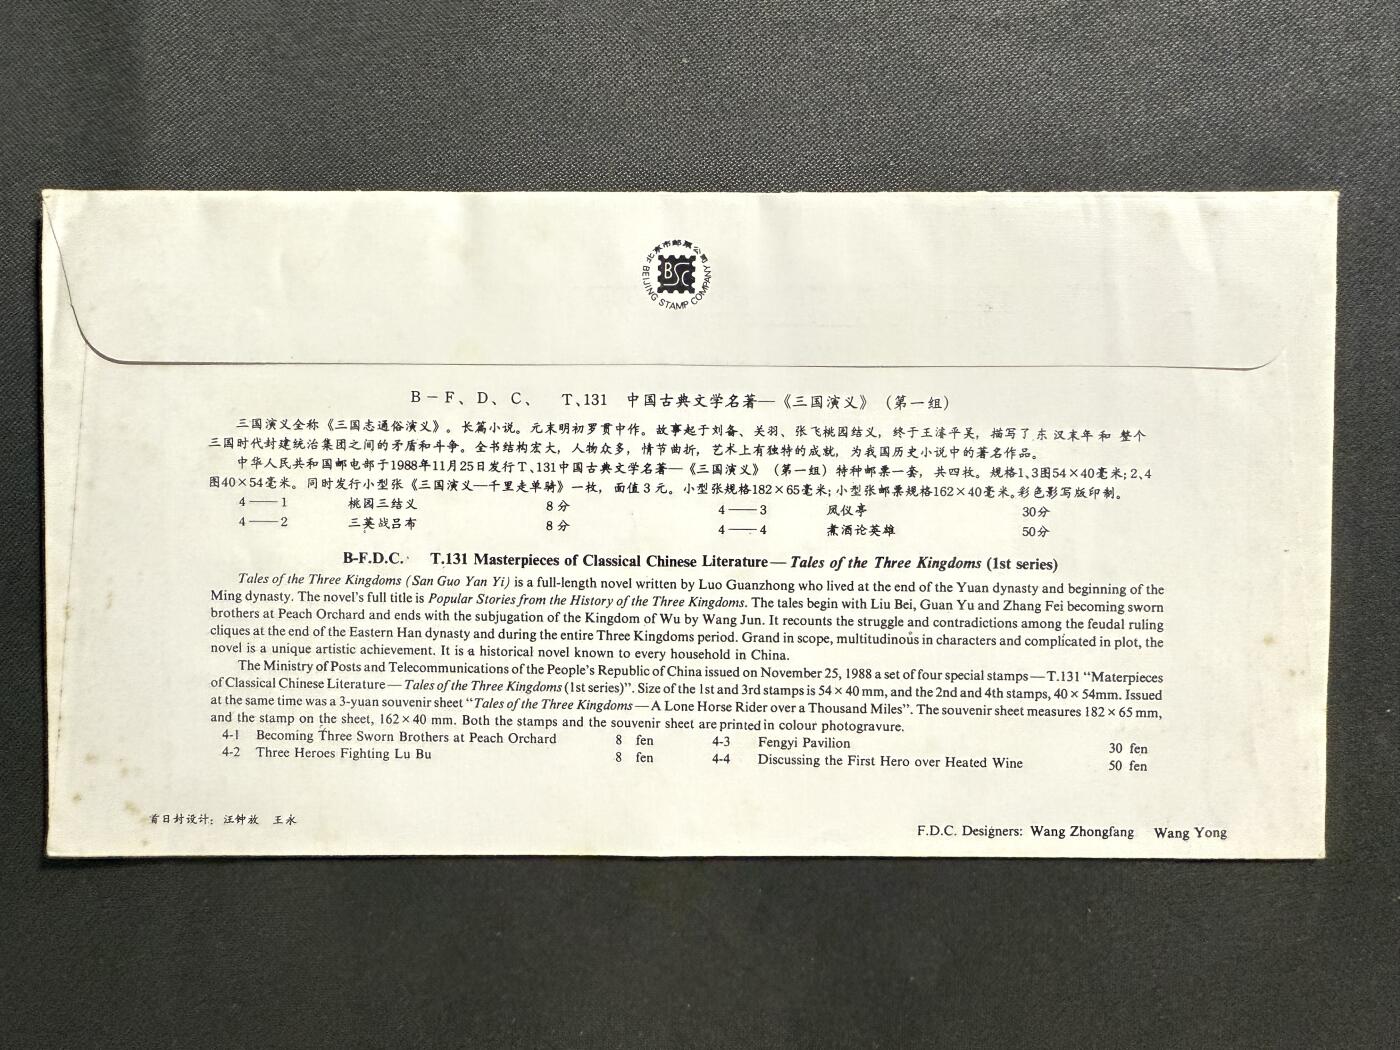 北京市邮票公司
BSC
BEIJING STAMP COMPANY
B－F、D、C、 T、131 中国古典文学名著—《三国演义》（第一组）
三国演义全称《三国志通俗演义》。长篇小说。元末明初罗贯中作。故事起于刘备、关羽、张飞桃园结义，终于王濬平吴，描写了东汉末年和整个
三国时代封建统治集团之间的矛盾和斗争。全书结构宏大，人物众多，情节曲折，艺术上有独特的成就，为我国历史小说中的著名作品。
中华人民共和国邮电部于1988年11月25日发行T、131中国古典文学名著—《三国演义》（第一组）特种邮票一套，共四枚。规格1、3图54×40毫米；2、4
图40×54毫米。同时发行小型张《三国演义—千里走单骑》一枚，面值3元。小型张规格182×65毫米；小型张邮票规格162×40毫米。彩色影写版印制。
4——1 桃园三结义 8分 4——3 凤仪亭 30分
4——2 三英战吕布 8分 4——4 煮酒论英雄 50分
B-F.D.C. T.131 Masterpieces of Classical Chinese Literature— Tales of the Three Kingdoms (1st series)
Tales of the Three Kingdoms (San Guo Yan Yi) is a full-length novel written by Luo Guanzhong who lived at the end of the Yuan dynasty and beginning of the
Ming dynasty. The novel's full title is Popular Stories from the History of the Three Kingdoms. The tales begin with Liu Bei, Guan Yu and Zhang Fei becoming sworn
brothers at Peach Orchard and ends with the subjugation of the Kingdom of Wu by Wang Jun. It recounts the struggle and contradictions among the feudal ruling
cliques at the end of the Eastern Han dynasty and during the entire Three Kingdoms period. Grand in scope, multitudinous in characters and complicated in plot, the
novel is a unique artistic achievement. It is a historical novel known to every household in China.
The Ministry of Posts and Telecommunications of the People's Republic of China issued on November 25, 1988 a set of four special stamps—T.131 “Materpieces
of Classical Chinese Literature— Tales of the Three Kingdoms (1st series)”. Size of the 1st and 3rd stamps is 54 × 40 mm, and the 2nd and 4th stamps, 40 × 54mm. Issued
at the same time was a 3-yuan souvenir sheet “Tales of the Three Kingdoms—A Lone Horse Rider over a Thousand Miles”. The souvenir sheet measures 182 × 65 mm,
and the stamp on the sheet, 162 × 40 mm. Both the stamps and the souvenir sheet are printed in colour photogravure.
4-1 Becoming Three Sworn Brothers at Peach Orchard 8 fen 4-3 Fengyi Pavilion 30 fen
4-2 Three Heroes Fighting Lu Bu 8 fen 4-4 Discussing the First Hero over Heated Wine 50 fen
首日封设计：汪钟放 王永
F.D.C. Designers: Wang Zhongfang Wang Yong